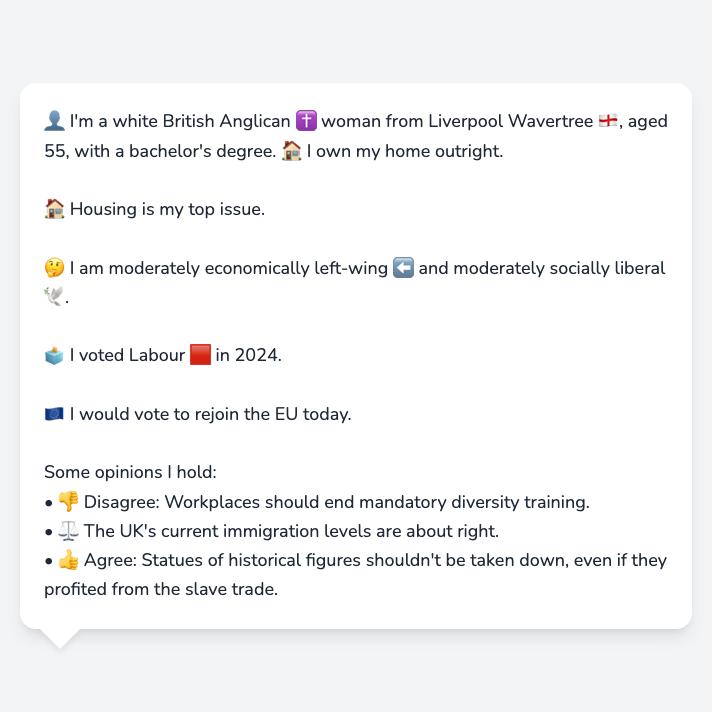 👤 I'm a white British Anglican ✝️ woman from Liverpool Wavertree 🏴󠁧󠁢󠁥󠁮󠁧󠁿, aged
55, with a bachelor's degree. 🏠 I own my home outright.
🏠 Housing is my top issue.
🤔 I am moderately economically left-wing ⬅️ and moderately socially liberal
🕊️.
🗳️ I voted Labour 🟥 in 2024.
🇪🇺 I would vote to rejoin the EU today.
Some opinions I hold:
• 👎 Disagree: Workplaces should end mandatory diversity training.
• ⚖️ The UK's current immigration levels are about right.
• 👍 Agree: Statues of historical figures shouldn't be taken down, even if they
profited from the slave trade.